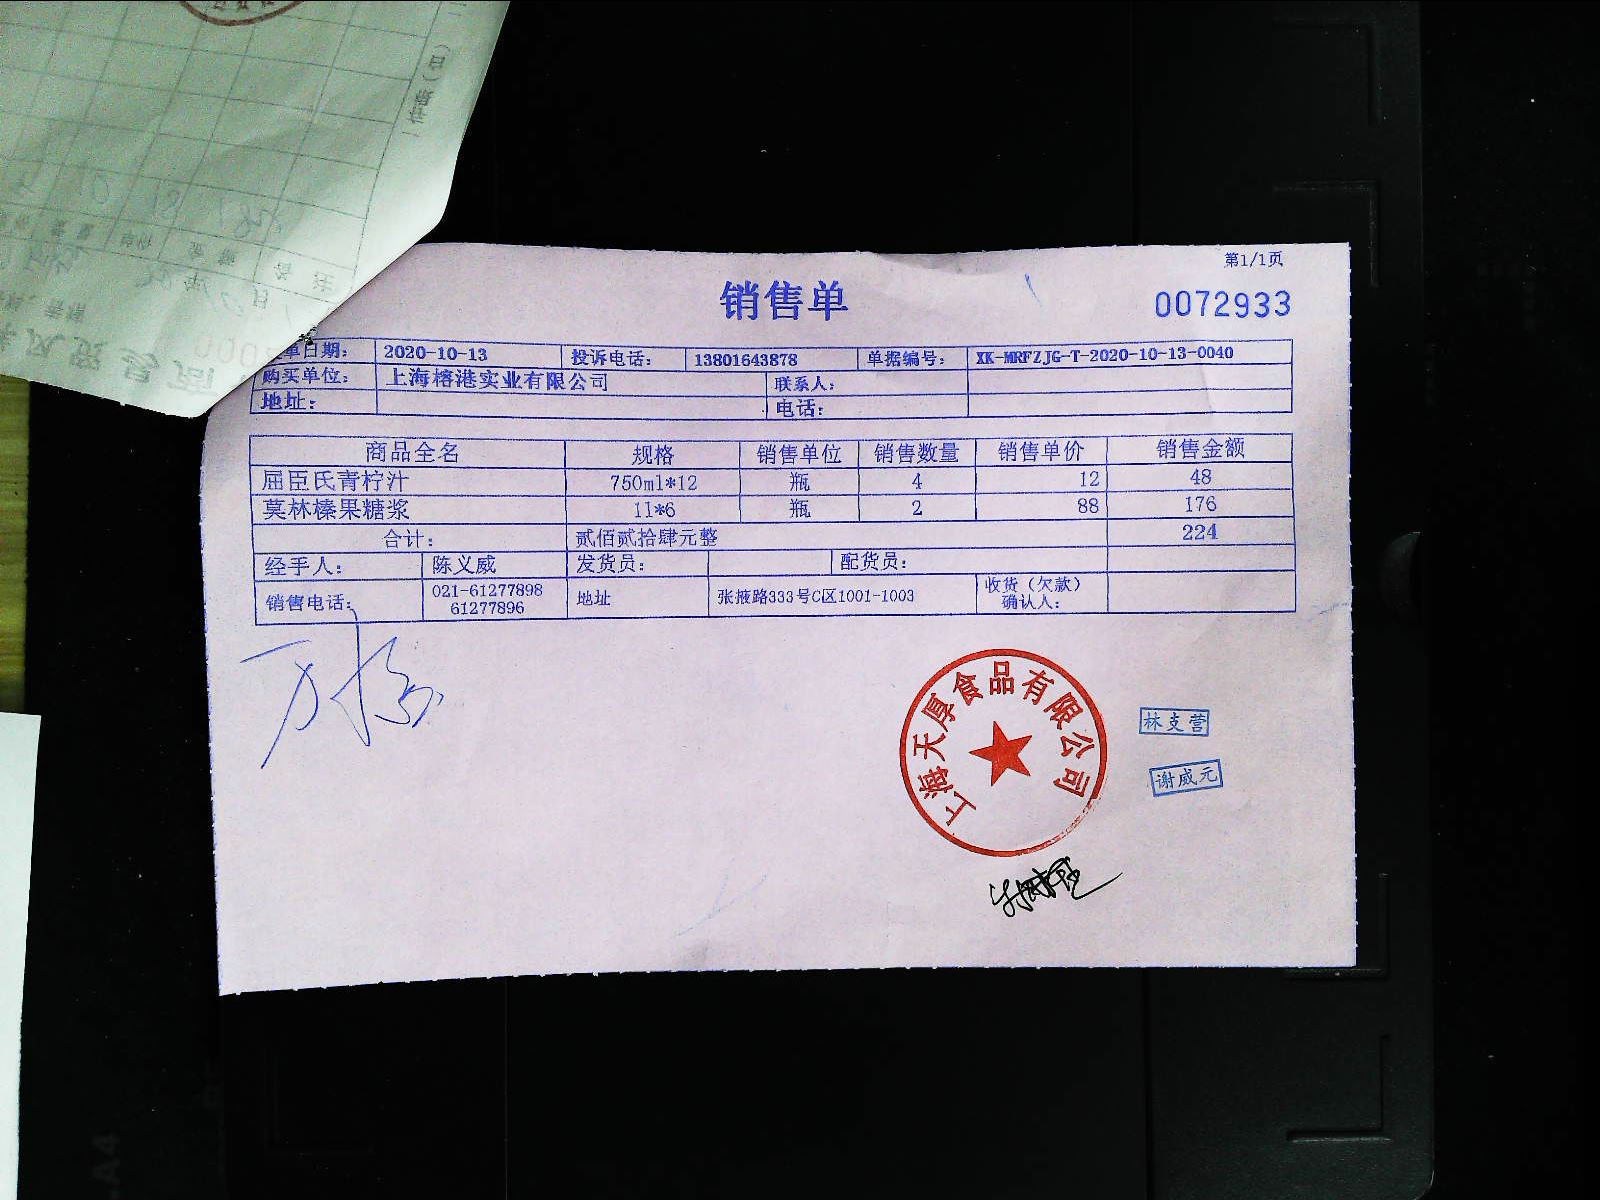 第1/1页
销售单
0072933
单日期： 2020-10-13 投诉电话： 13801643878 单据编号： XK-MRFZJG-T-2020-10-13-0040
购买单位： 上海榕港实业有限公司 联系人：
地址： 电话：
商品全名 规格 销售单位 销售数量 销售单价 销售金额
屈臣氏青柠汁 750ml*12 瓶 4 12 48
莫林榛果糖浆 1l*6 瓶 2 88 176
合计： 贰佰贰拾肆元整 224
经手人： 陈义威 发货员： 配货员：
销售电话： 021-61277898 61277896 地址 张掖路333号C区1001-1003 收货（欠款）确认人：
上海天厚食品有限公司
林支营
谢威元
A4